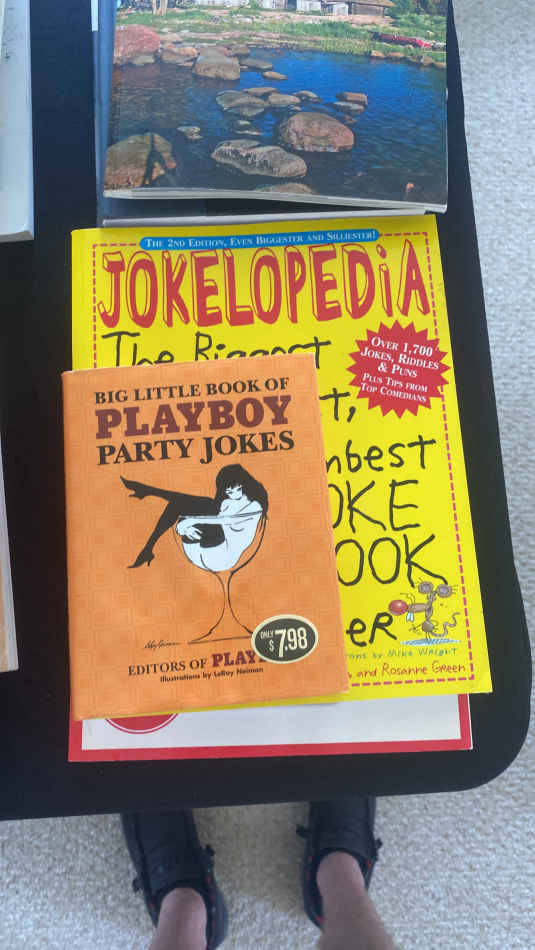 THE 2ND EDITION, EVEN BIGGESTER AND SILLIESTER!
JOKELOPEDIA
The Biggest
t,
mbest
OKE
OOK
er
OVER 1,700
JOKES, RIDDLES
& PUNS
PLUS TIPS FROM
TOP COMEDIANS
ons by Mike Wright
and Rosanne Green
BIG LITTLE BOOK OF
PLAYBOY
PARTY JOKES
ONLY
$7.98
EDITORS OF PLAY
Illustrations by LeRoy Neiman